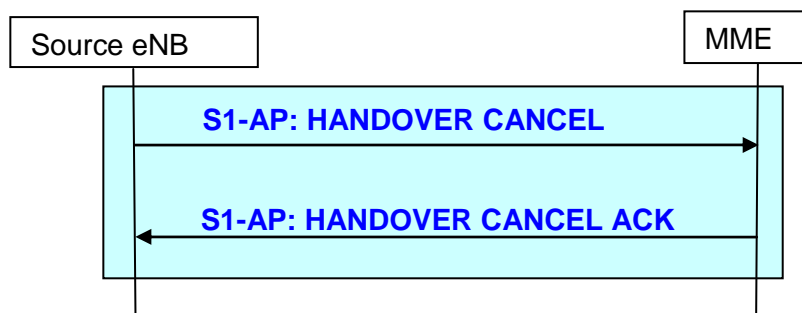 Source eNB
MME
S1-AP: HANDOVER CANCEL
S1-AP: HANDOVER CANCEL ACK